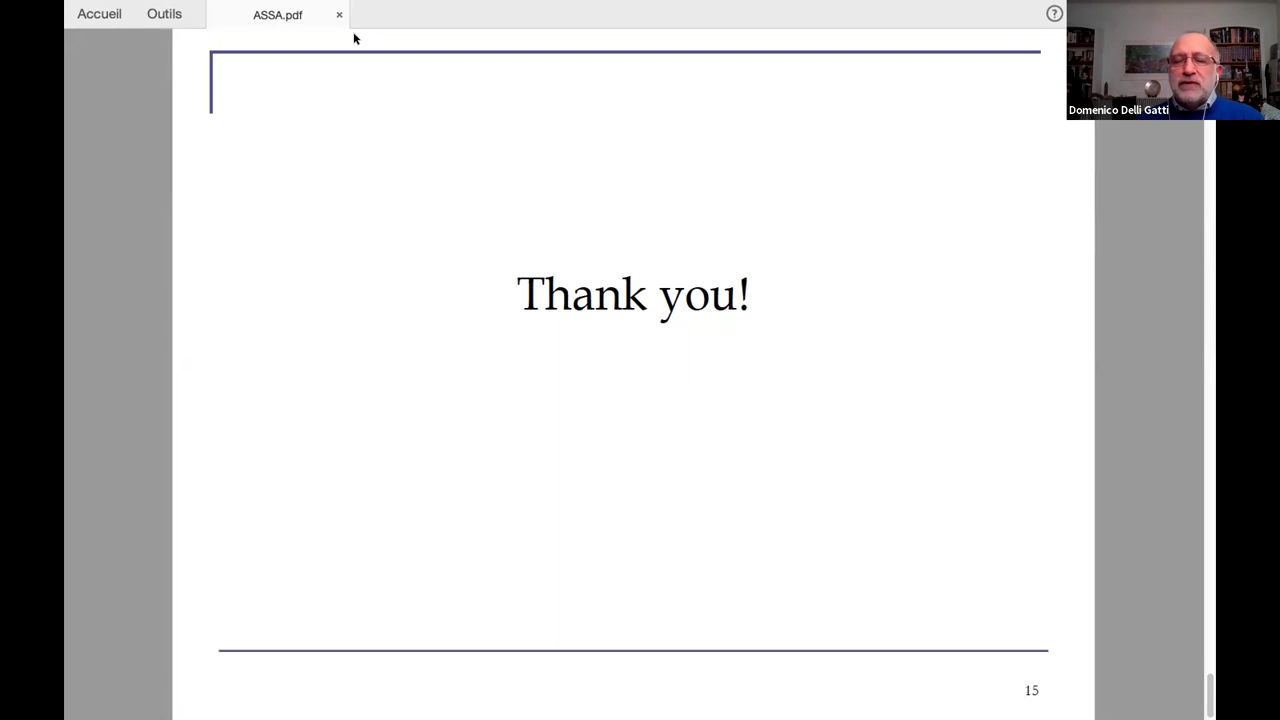 Accueil
Outils
ASSA.pdf
×
?
Domenico Delli Gatti
Thank you!
15